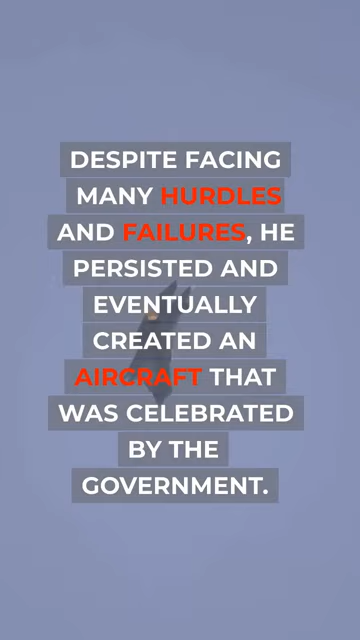 DESPITE FACING
MANY HURDLES
AND FAILURES, HE
PERSISTED AND
EVENTUALLY
CREATED AN
AIRCRAFT THAT
WAS CELEBRATED
BY THE
GOVERNMENT.